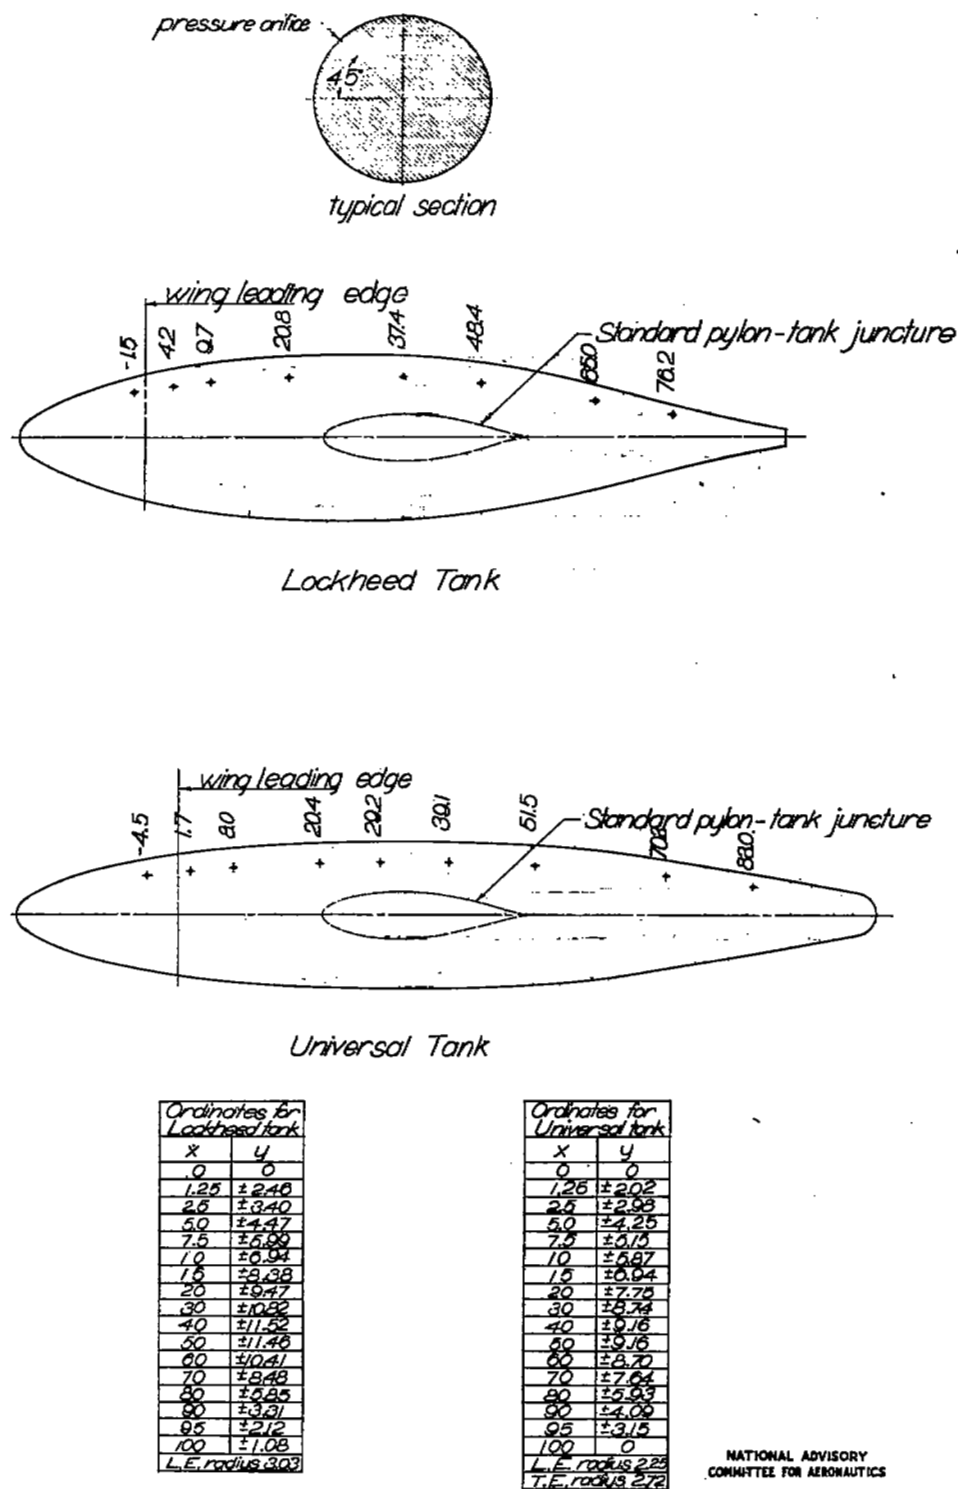 pressure orifice
45°
typical section
wing leading edge
-1.5 4.2 9.7 20.8 37.4 48.4 65.0 76.2
Standard pylon-tank juncture
Lockheed Tank
wing leading edge
-4.5 1.7 8.0 20.4 29.2 39.1 51.5 70.8 83.0
Standard pylon-tank juncture
Universal Tank
Ordinates for
Lockheed tank
x y
0 0
1.25 ±2.46
2.5 ±3.40
5.0 ±4.47
7.5 ±5.99
10 ±6.94
15 ±8.38
20 ±9.47
30 ±10.82
40 ±11.52
50 ±11.46
60 ±10.41
70 ±8.48
80 ±5.85
90 ±3.31
95 ±2.12
100 ±1.08
L.E. radius 3.03
Ordinates for
Universal tank
x y
0 0
1.25 ±2.02
2.5 ±2.98
5.0 ±4.25
7.5 ±5.15
10 ±5.87
15 ±6.94
20 ±7.75
30 ±8.74
40 ±9.16
50 ±9.16
60 ±8.70
70 ±7.64
80 ±5.93
90 ±4.09
95 ±3.15
100 0
L.E. radius 2.25
T.E. radius 2.72
NATIONAL ADVISORY
COMMITTEE FOR AERONAUTICS